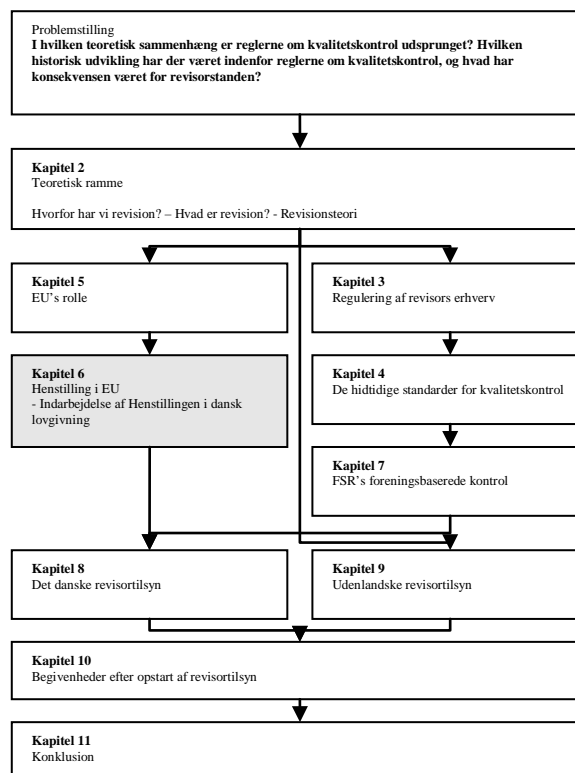 Problemstilling
I hvilken teoretisk sammenhæng er reglerne om kvalitetskontrol udsprunget? Hvilken
historisk udvikling har der været indenfor reglerne om kvalitetskontrol, og hvad har
konsekvensen været for revisorstanden?
Kapitel 2
Teoretisk ramme
Hvorfor har vi revision? – Hvad er revision? - Revisionsteori
Kapitel 5
EU's rolle
Kapitel 3
Regulering af revisors erhverv
Kapitel 6
Henstilling i EU
- Indarbejdelse af Henstillingen i dansk
lovgivning
Kapitel 4
De hidtidige standarder for kvalitetskontrol
Kapitel 7
FSR's foreningsbaserede kontrol
Kapitel 8
Det danske revisortilsyn
Kapitel 9
Udenlandske revisortilsyn
Kapitel 10
Begivenheder efter opstart af revisortilsyn
Kapitel 11
Konklusion